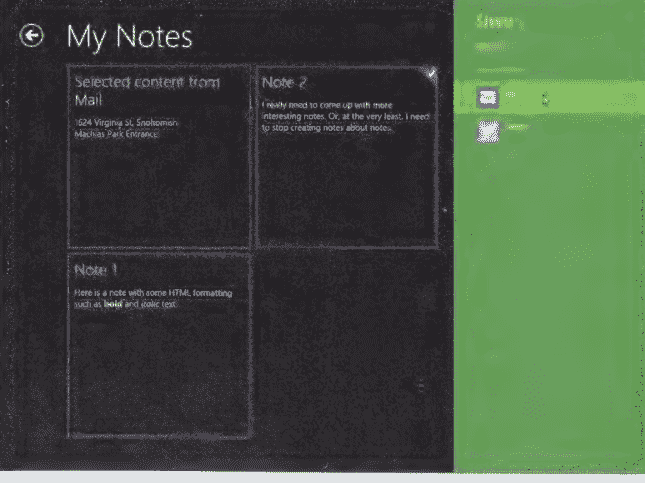 My Notes
Selected content from
Mail
1624 Virginia St, Snohomish
Machias Park Entrance
Note 2
I really need to come up with more
interesting notes. Or, at the very least, I need
to stop creating notes about notes.
Note 1
Here is a note with some HTML formatting
such as bold and italic text.
Share